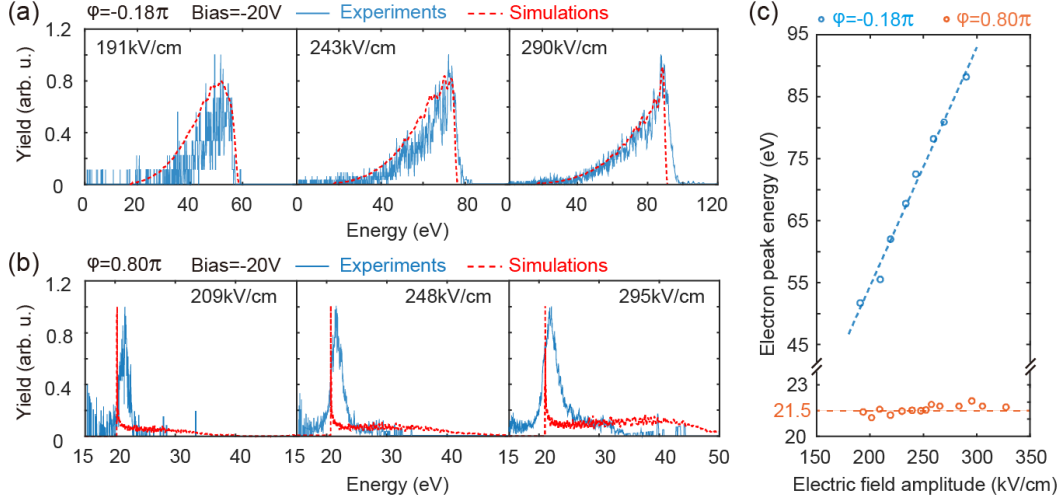 (a) φ=-0.18π Bias=-20V Experiments Simulations
1.2
0.8
0.4
0
Yield (arb. u.)
191kV/cm 243kV/cm 290kV/cm
0 20 40 60 0 40 80 0 40 80 120
Energy (eV)
(b) φ=0.80π Bias=-20V Experiments Simulations
1.2
0.8
0.4
0
Yield (arb. u.)
209kV/cm 248kV/cm 295kV/cm
15 20 30 40 15 20 30 40 15 20 30 40 50
Energy (eV)
(c) φ=-0.18π φ=0.80π
95
85
75
65
55
45
22
21.5
20
Electron peak energy (eV)
150 200 250 300 350
Electric field amplitude (kV/cm)